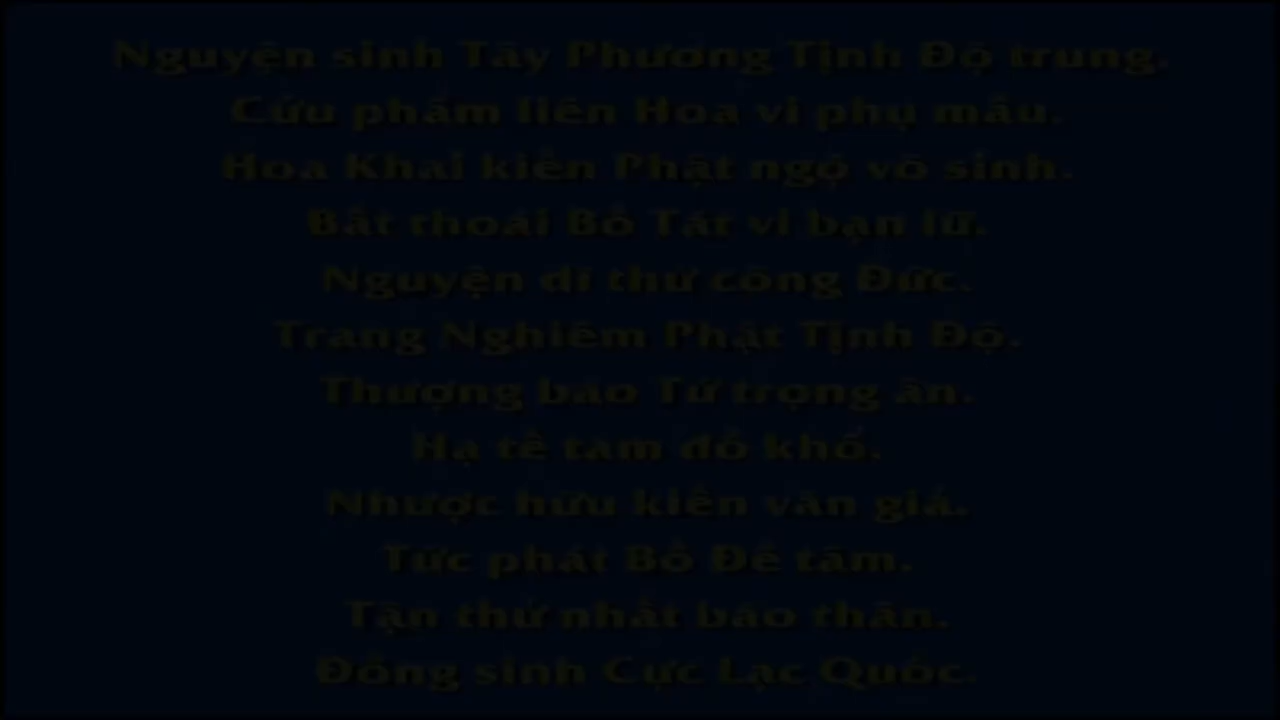 Nguyện sinh Tây Phương Tịnh Độ trung.
Cửu phẩm liên Hoa vi phụ mẫu.
Hoa Khai kiến Phật ngộ vô sinh.
Bất thoái Bồ Tát vi bạn lữ.
Nguyện dĩ thử công Đức.
Trang Nghiêm Phật Tịnh Độ.
Thượng báo Tứ trọng ân.
Hạ tế tam đồ khổ.
Nhược hữu kiến văn giả.
Tức phát Bồ Đề tâm.
Tận thử nhất báo thân.
Đồng sinh Cực Lạc Quốc.